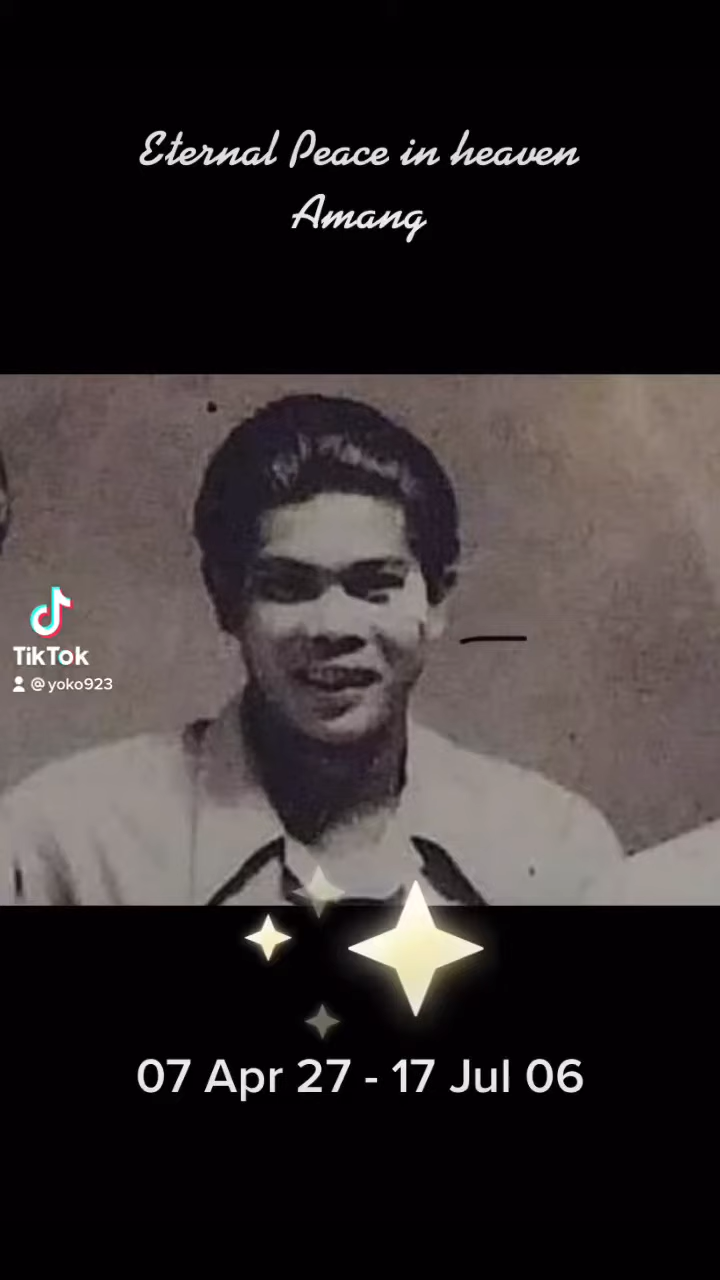 Eternal Peace in heaven
Amang
TikTok
@yoko923
07 Apr 27 - 17 Jul 06